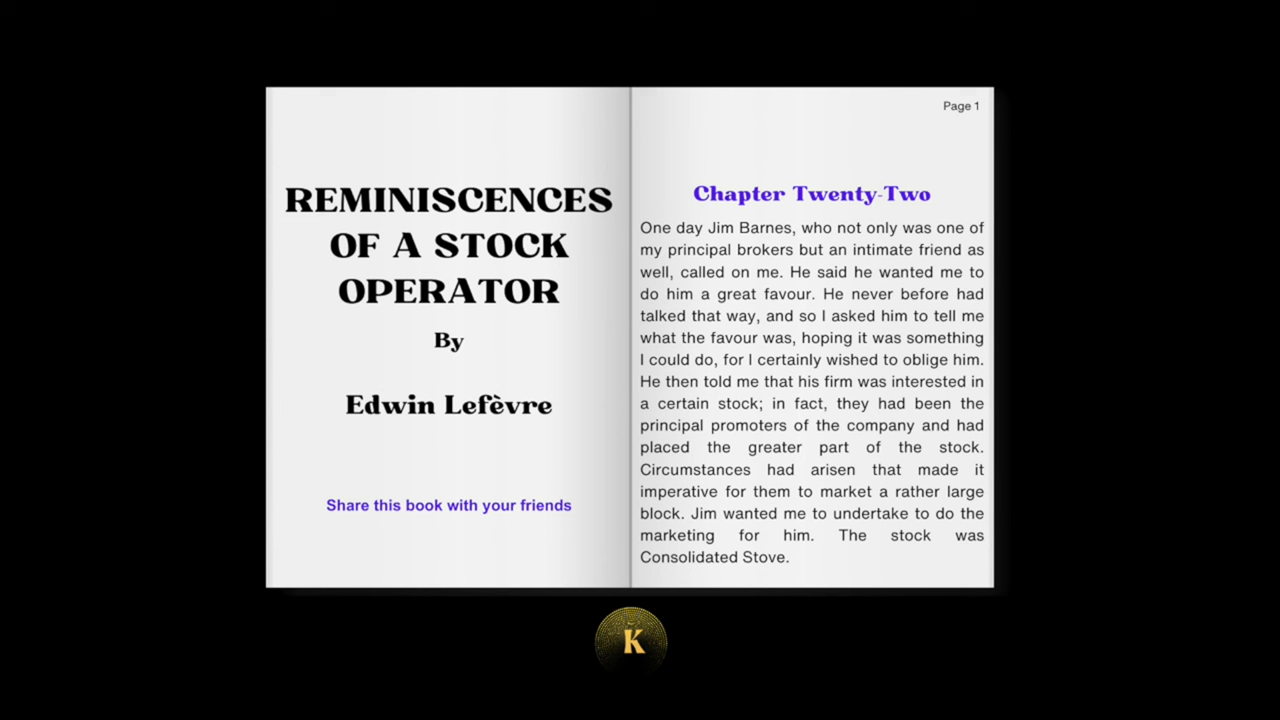 REMINISCENCES
OF A STOCK
OPERATOR
By
Edwin Lefèvre
Share this book with your friends
Page 1
Chapter Twenty-Two
One day Jim Barnes, who not only was one of
my principal brokers but an intimate friend as
well, called on me. He said he wanted me to
do him a great favour. He never before had
talked that way, and so I asked him to tell me
what the favour was, hoping it was something
I could do, for I certainly wished to oblige him.
He then told me that his firm was interested in
a certain stock; in fact, they had been the
principal promoters of the company and had
placed the greater part of the stock.
Circumstances had arisen that made it
imperative for them to market a rather large
block. Jim wanted me to undertake to do the
marketing for him. The stock was
Consolidated Stove.
K